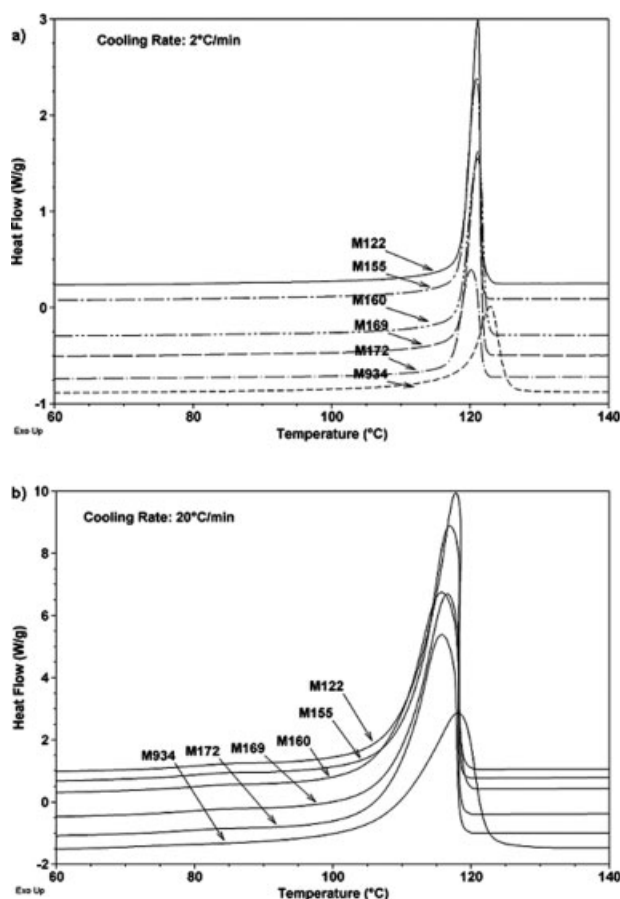 a)
Cooling Rate: 2°C/min
Heat Flow (W/g)
3
2
1
0
-1
M122
M155
M160
M169
M172
M934
60
80
100
120
140
Exo Up
Temperature (°C)
b)
Cooling Rate: 20°C/min
Heat Flow (W/g)
10
8
6
4
2
0
-2
M122
M155
M934
M172
M169
M160
60
80
100
120
140
Exo Up
Temperature (°C)